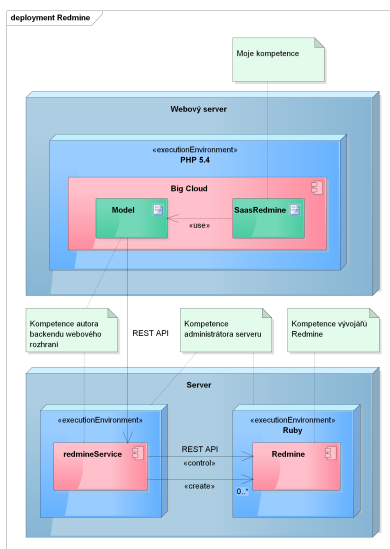 deployment Redmine
Moje kompetence
Webový server
«executionEnvironment»
PHP 5.4
Big Cloud
Model
SaasRedmine
«use»
Kompetence autora
backendu webového
rozhraní
REST API
Kompetence
administrátora serveru
Kompetence vývojářů
Redmine
Server
«executionEnvironment»
«executionEnvironment»
Ruby
redmineService
REST API
«control»
Redmine
«create»
0..*